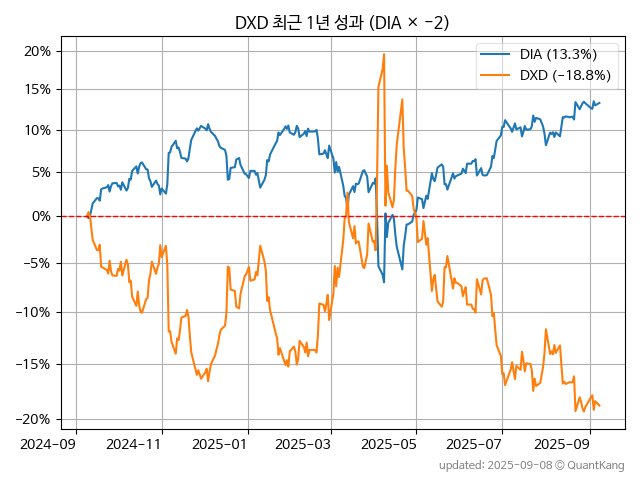 DXD 최근 1년 성과 (DIA × −2)
DIA (13.3%)
DXD (−18.8%)
20%
15%
10%
5%
0%
−5%
−10%
−15%
−20%
2024-09 2024-11 2025-01 2025-03 2025-05 2025-07 2025-09
updated: 2025-09-08 © QuantKang